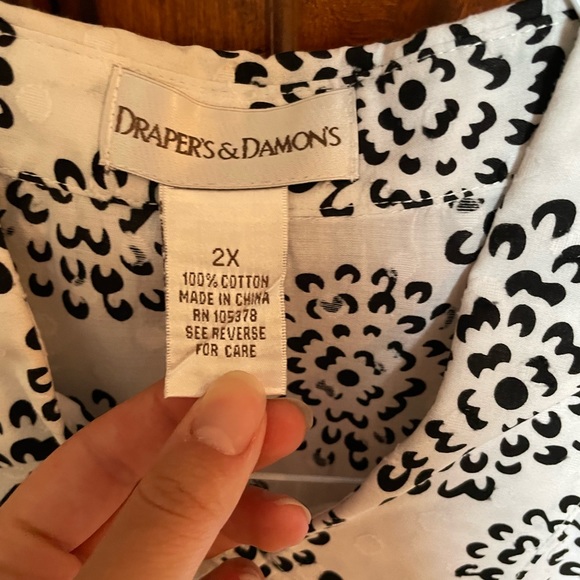 DRAPER'S & DAMON'S
2X
100% COTTON
MADE IN CHINA
RN 105378
SEE REVERSE
FOR CARE